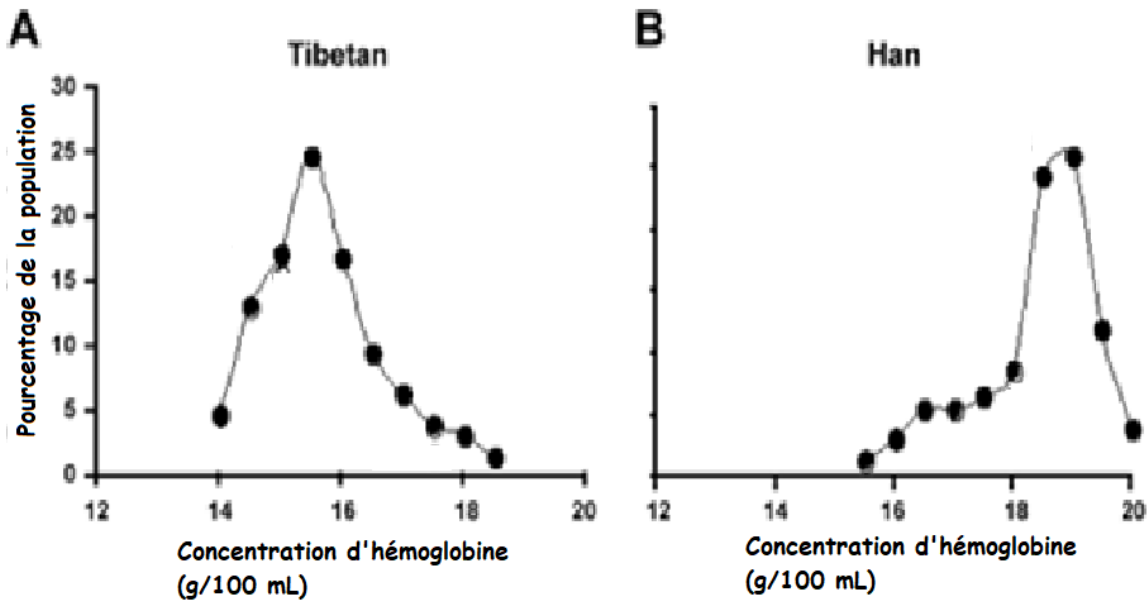 A
Tibetan
Pourcentage de la population
30
25
20
15
10
5
0
12 14 16 18 20
Concentration d'hémoglobine
(g/100 mL)
B
Han
12 14 16 18 20
Concentration d'hémoglobine
(g/100 mL)